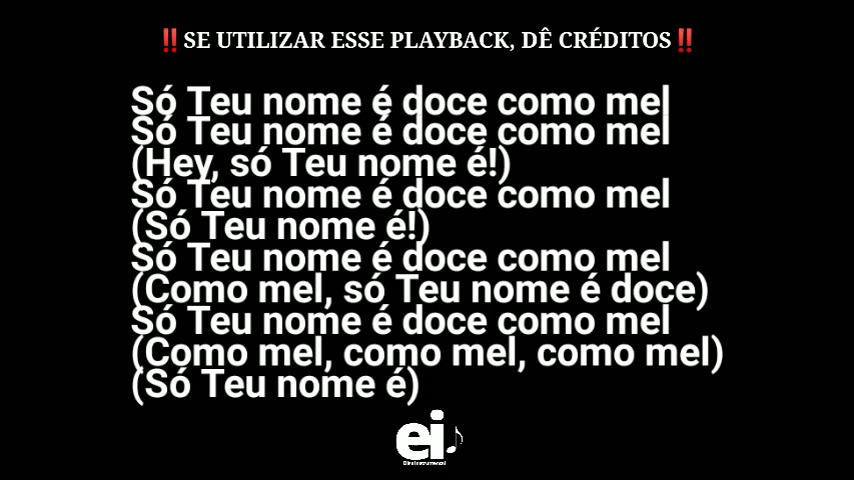 ‼️SE UTILIZAR ESSE PLAYBACK, DÊ CRÉDITOS‼️
Só Teu nome é doce como mel
Só Teu nome é doce como mel
(Hey, só Teu nome é!)
Só Teu nome é doce como mel
(Só Teu nome é!)
Só Teu nome é doce como mel
(Como mel, só Teu nome é doce)
Só Teu nome é doce como mel
(Como mel, como mel, como mel)
(Só Teu nome é)
ei